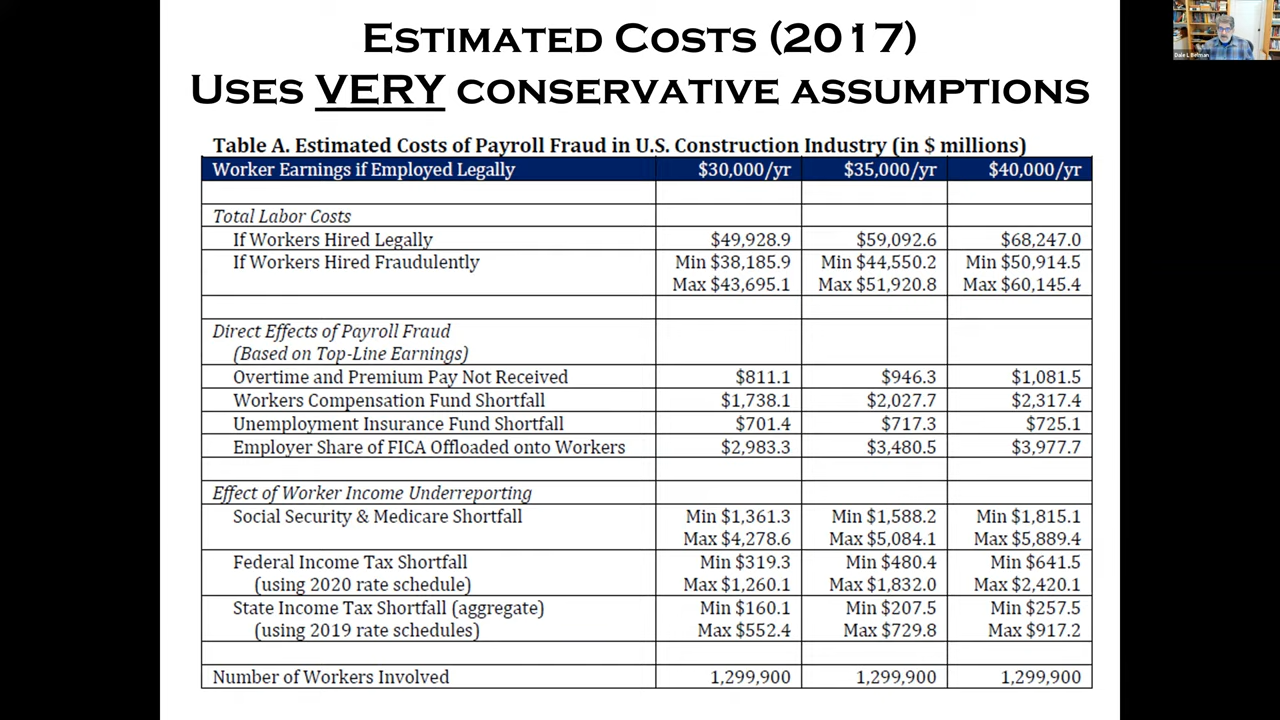 ESTIMATED COSTS (2017)
USES VERY CONSERVATIVE ASSUMPTIONS
Table A. Estimated Costs of Payroll Fraud in U.S. Construction Industry (in $ millions)
Worker Earnings if Employed Legally $30,000/yr $35,000/yr $40,000/yr
Total Labor Costs
If Workers Hired Legally $49,928.9 $59,092.6 $68,247.0
If Workers Hired Fraudulently Min $38,185.9 Min $44,550.2 Min $50,914.5
Max $43,695.1 Max $51,920.8 Max $60,145.4
Direct Effects of Payroll Fraud
(Based on Top-Line Earnings)
Overtime and Premium Pay Not Received $811.1 $946.3 $1,081.5
Workers Compensation Fund Shortfall $1,738.1 $2,027.7 $2,317.4
Unemployment Insurance Fund Shortfall $701.4 $717.3 $725.1
Employer Share of FICA Offloaded onto Workers $2,983.3 $3,480.5 $3,977.7
Effect of Worker Income Underreporting
Social Security & Medicare Shortfall Min $1,361.3 Min $1,588.2 Min $1,815.1
Max $4,278.6 Max $5,084.1 Max $5,889.4
Federal Income Tax Shortfall Min $319.3 Min $480.4 Min $641.5
(using 2020 rate schedule) Max $1,260.1 Max $1,832.0 Max $2,420.1
State Income Tax Shortfall (aggregate) Min $160.1 Min $207.5 Min $257.5
(using 2019 rate schedules) Max $552.4 Max $729.8 Max $917.2
Number of Workers Involved 1,299,900 1,299,900 1,299,900
Dale L Belman